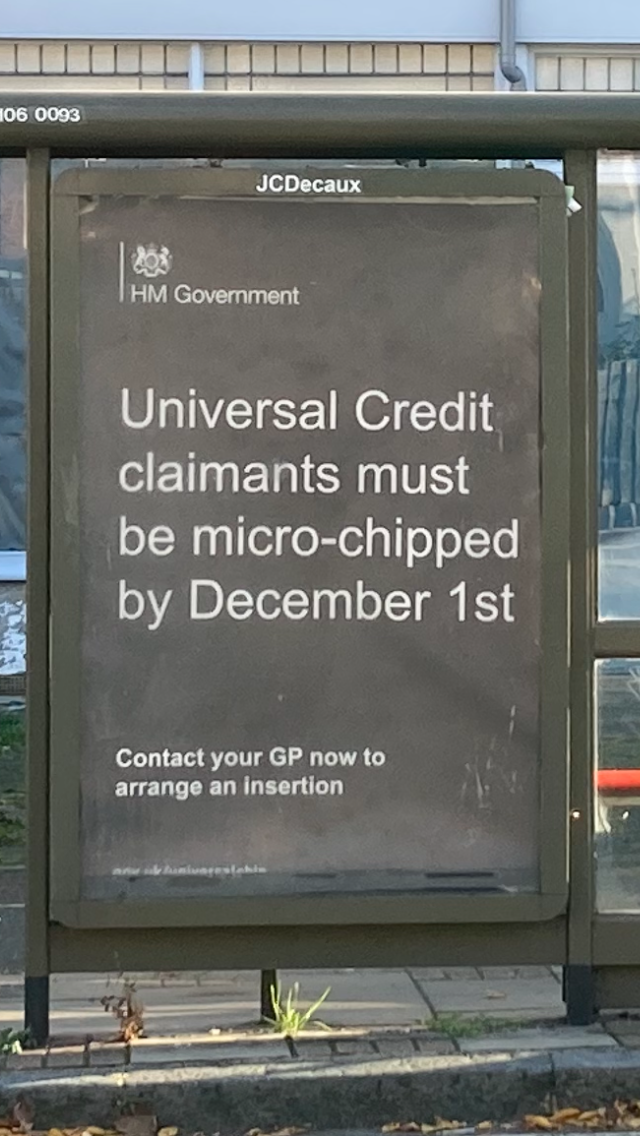 106 0093
JCDecaux
HM Government
Universal Credit
claimants must
be micro-chipped
by December 1st
Contact your GP now to
arrange an insertion